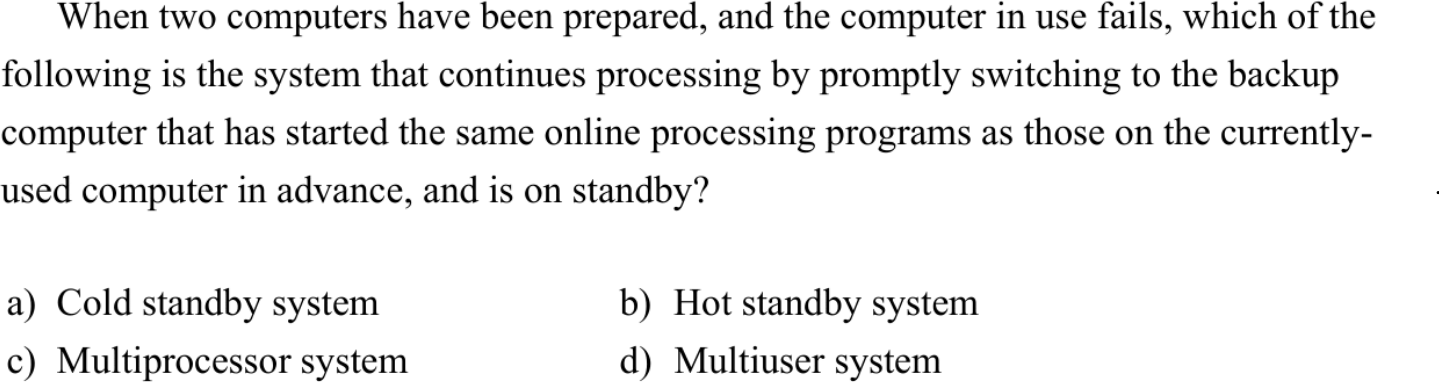 When two computers have been prepared, and the computer in use fails, which of the
following is the system that continues processing by promptly switching to the backup
computer that has started the same online processing programs as those on the currently-
used computer in advance, and is on standby?
a) Cold standby system b) Hot standby system
c) Multiprocessor system d) Multiuser system